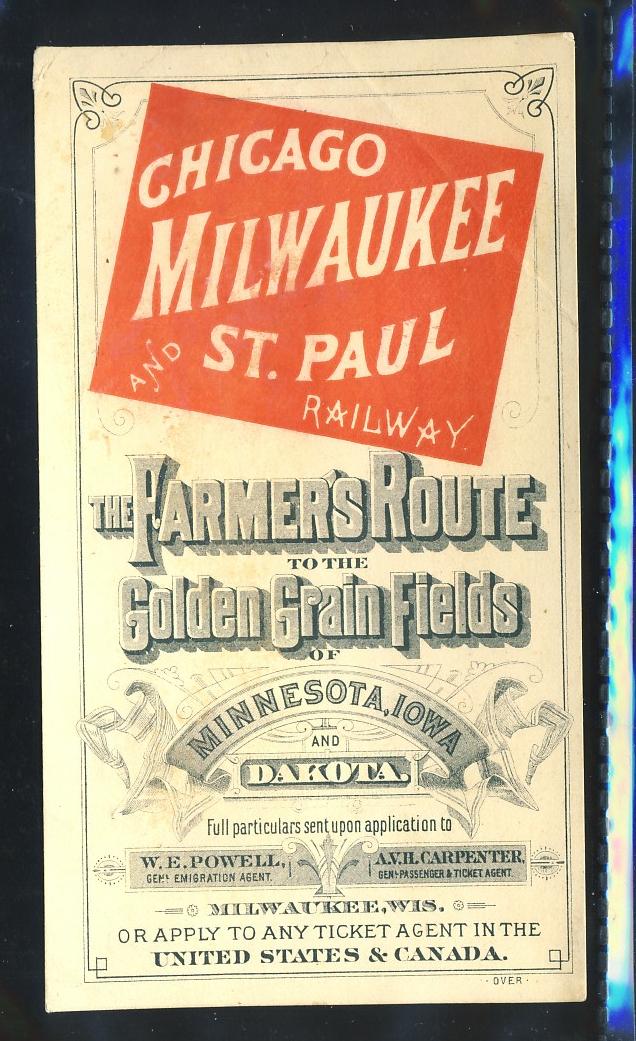 CHICAGO
MILWAUKEE
AND ST. PAUL
RAILWAY
THE FARMER'S ROUTE
TO THE
Golden Grain Fields
OF
MINNESOTA, IOWA
AND
DAKOTA,
Full particulars sent upon application to
W. E. POWELL,
GENL EMIGRATION AGENT.
A.V.H. CARPENTER,
GENL PASSENGER & TICKET AGENT.
MILWAUKEE, WIS.
OR APPLY TO ANY TICKET AGENT IN THE
UNITED STATES & CANADA.
·OVER·